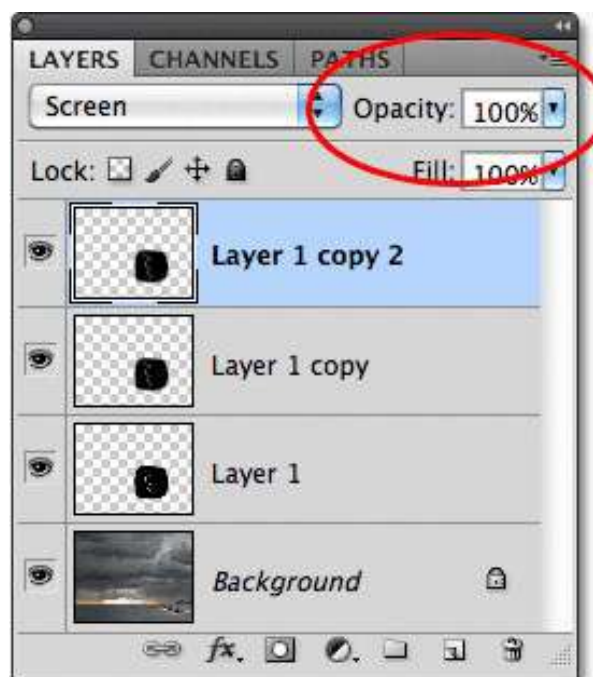 LAYERS CHANNELS PATHS
Screen Opacity: 100%
Lock: Fill: 100%
Layer 1 copy 2
Layer 1 copy
Layer 1
Background
fx.